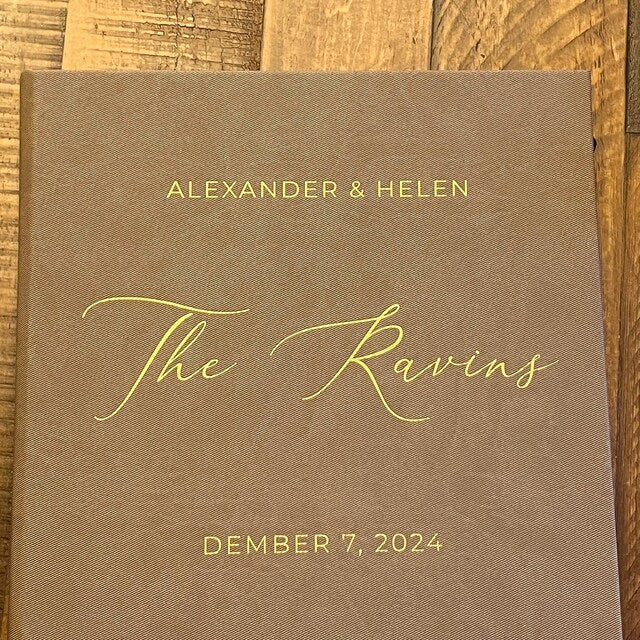 ALEXANDER & HELEN
The Ravins
DEMBER 7, 2024